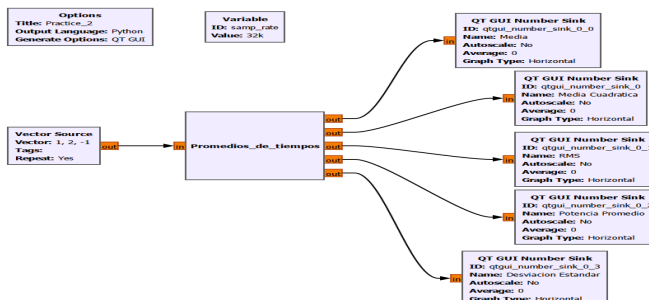 Options
Title: Practice_2
Output Language: Python
Generate Options: QT GUI
Variable
ID: samp_rate
Value: 32k
QT GUI Number Sink
ID: qtgui_number_sink_0_0
Name: Media
Autoscale: No
Average: 0
Graph Type: Horizontal
in
QT GUI Number Sink
ID: qtgui_number_sink_0
Name: Media Cuadratica
Autoscale: No
Average: 0
Graph Type: Horizontal
in
Vector Source
Vector: 1, 2, -1
Tags:
Repeat: Yes
out
in
Promedios_de_tiempos
out
out
out
out
out
QT GUI Number Sink
ID: qtgui_number_sink_0_
Name: RMS
Autoscale: No
Average: 0
Graph Type: Horizontal
in
QT GUI Number Sink
ID: qtgui_number_sink_0_2
Name: Potencia Promedio
Autoscale: No
Average: 0
Graph Type: Horizontal
in
QT GUI Number Sink
ID: qtgui_number_sink_0_3
Name: Desviacion Estandar
Autoscale: No
Average: 0
Graph Type: Horizontal
in